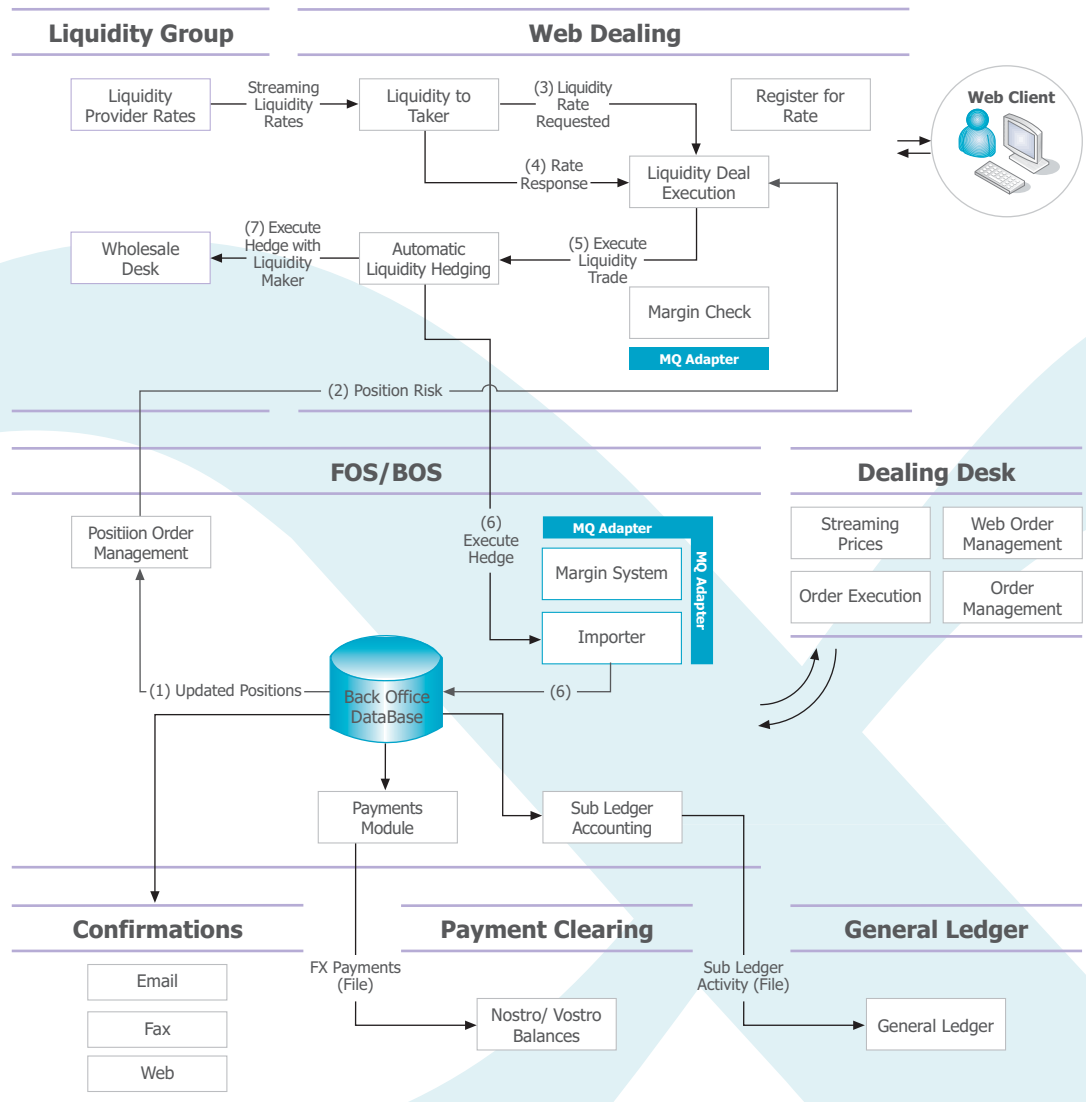 Liquidity Group
Web Dealing
Liquidity
Provider Rates
Streaming
Liquidity
Rates
Liquidity to
Taker
(3) Liquidity
Rate
Requested
Register for
Rate
Web Client
(4) Rate
Response
Liquidity Deal
Execution
Wholesale
Desk
(7) Execute
Hedge with
Liquidity
Maker
Automatic
Liquidity Hedging
(5) Execute
Liquidity
Trade
Margin Check
MQ Adapter
(2) Position Risk
FOS/BOS
Dealing Desk
Positiion Order
Management
(6)
Execute
Hedge
MQ Adapter
MQ Adapter
Margin System
Importer
Streaming
Prices
Web Order
Management
Order Execution
Order
Management
(1) Updated Positions
Back Office
DataBase
(6)
Payments
Module
Sub Ledger
Accounting
Confirmations
Payment Clearing
General Ledger
Email
Fax
Web
FX Payments
(File)
Nostro/ Vostro
Balances
Sub Ledger
Activity (File)
General Ledger